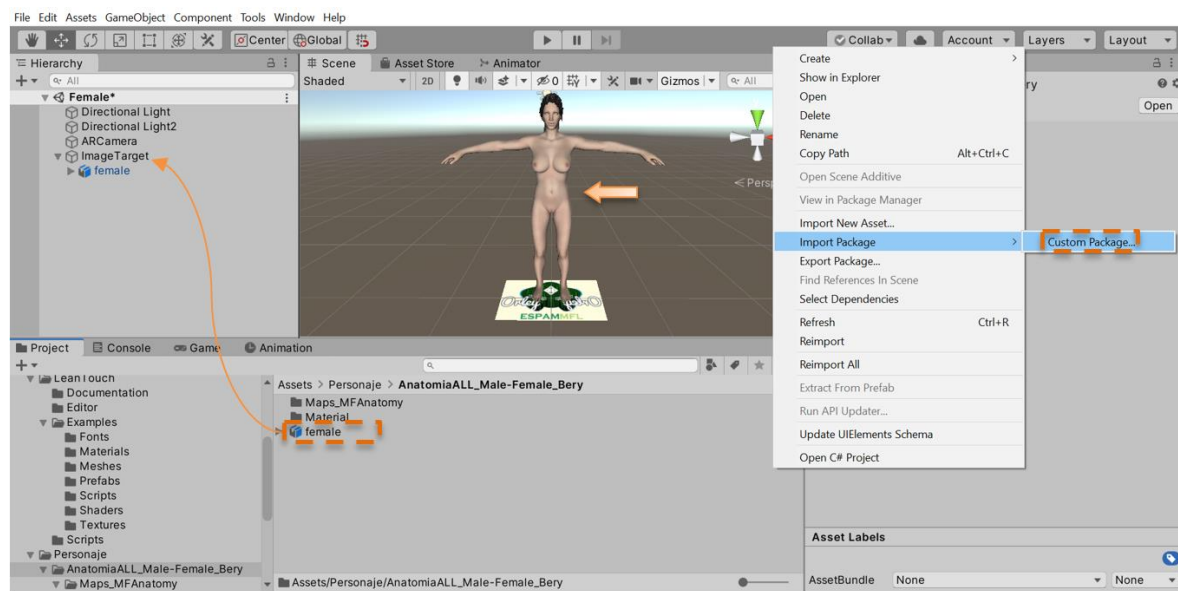 File Edit Assets GameObject Component Tools Window Help
Center Global Collab Account Layers Layout
Hierarchy
All
Female*
Directional Light
Directional Light2
ARCamera
ImageTarget
female
Scene Asset Store Animator
Shaded 2D 0 Gizmos All
Persp
ESPAMMFL
Create
Show in Explorer
Open
Delete
Rename
Copy Path Alt+Ctrl+C
Open Scene Additive
View in Package Manager
Import New Asset...
Import Package
Custom Package...
Export Package...
Find References In Scene
Select Dependencies
Refresh Ctrl+R
Reimport
Reimport All
Extract From Prefab
Run API Updater...
Update UIElements Schema
Open C# Project
ry
Open
Project Console Game Animation
LeanTouch
Documentation
Editor
Examples
Fonts
Materials
Meshes
Prefabs
Scripts
Shaders
Textures
Scripts
Personaje
AnatomiaALL_Male-Female_Bery
Maps_MFAnatomy
Assets > Personaje > AnatomiaALL_Male-Female_Bery
Maps_MFAnatomy
Material
female
Assets/Personaje/AnatomiaALL_Male-Female_Bery
Asset Labels
AssetBundle None None